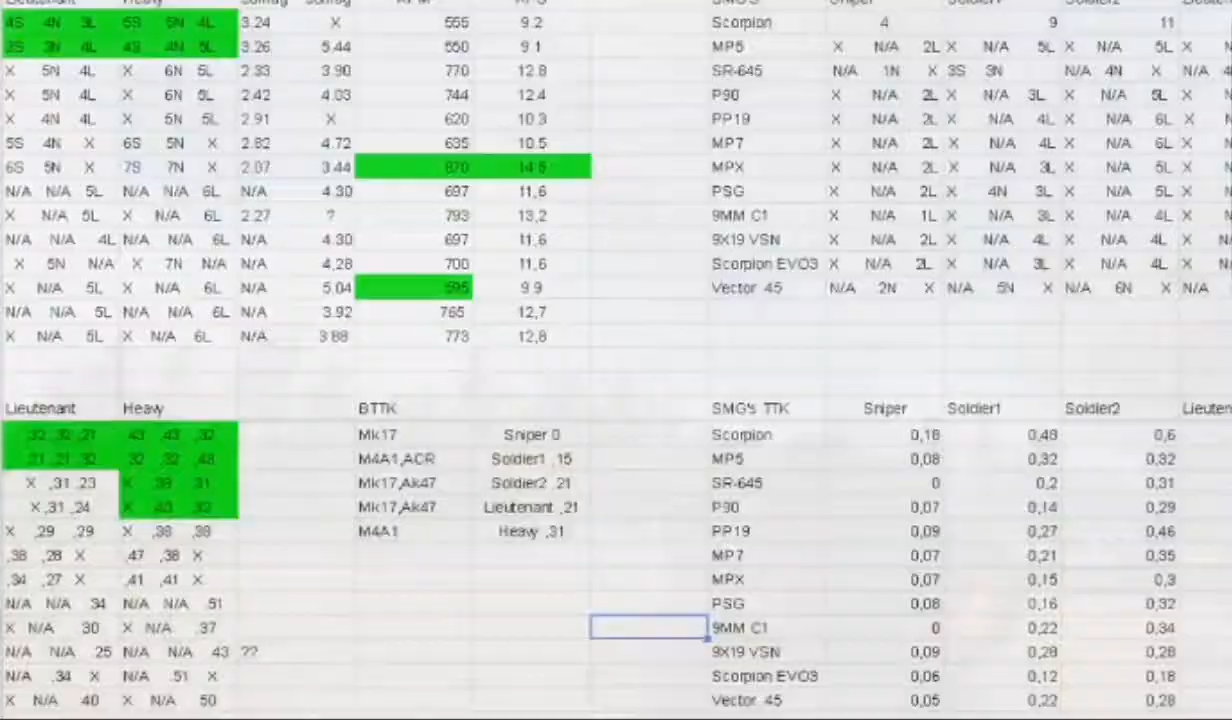 Lieutenant Heavy RPM RPS SMG's Sniper Soldier1 Soldier2
4S 4N 3L 5S 5N 4L 3.24 X 555 9.2 Scorpion 4 9 11
3S 3N 4L 4S 4N 5L 3.26 5.44 550 9.1 MP5 X N/A 2L X N/A 5L X N/A 5L X
X 5N 4L X 6N 5L 2.33 3.90 770 12.8 SR-645 N/A 1N X 3S 3N N/A 4N X N/A
X 5N 4L X 6N 5L 2.42 4.03 744 12.4 P90 X N/A 2L X N/A 3L X N/A 5L X
X 4N 4L X 5N 5L 2.91 X 620 10.3 PP19 X N/A 2L X N/A 4L X N/A 6L X
5S 4N X 6S 5N X 2.82 4.72 635 10.5 MP7 X N/A 2L X N/A 4L X N/A 6L X
6S 5N X 7S 7N X 2.07 3.44 870 14.5 MPX X N/A 2L X N/A 3L X N/A 5L X
N/A N/A 5L N/A N/A 6L N/A 4.30 697 11,6 PSG X N/A 2L X 4N 3L X N/A 5L X
X N/A 5L X N/A 6L 2.27 ? 793 13,2 9MM C1 X N/A 1L X N/A 3L X N/A 4L X
N/A N/A 4L N/A N/A 6L N/A 4.30 697 11,6 9X19 VSN X N/A 2L X N/A 4L X N/A 4L X
X 5N N/A X 7N N/A N/A 4,28 700 11,6 Scorpion EVO3 X N/A 2L X N/A 3L X N/A 4L X
X N/A 5L X N/A 6L N/A 5.04 595 9.9 Vector .45 N/A 2N X N/A 5N X N/A 6N X N/A
N/A N/A 5L N/A N/A 6L N/A 3.92 765 12,7
X N/A 5L X N/A 6L N/A 3.88 773 12,8
Lieutenant Heavy BTTK SMG's TTK Sniper Soldier1 Soldier2
,32 ,32 ,21 ,43 ,43 ,32 Mk17 Sniper 0 Scorpion 0,18 0,48 0,6
,21 ,21 ,32 ,32 ,32 ,48 M4A1,ACR Soldier1 ,15 MP5 0,08 0,32 0,32
X ,31 ,23 X ,39 ,31 Mk17,Ak47 Soldier2 ,21 SR-645 0 0,2 0,31
X ,31 ,24 X ,40 ,32 Mk17,Ak47 Lieutenant ,21 P90 0,07 0,14 0,29
X ,29 ,29 X ,38 ,38 M4A1 Heavy ,31 PP19 0,09 0,27 0,46
,38 ,28 X ,47 ,38 X MP7 0,07 0,21 0,35
,34 ,27 X ,41 ,41 X MPX 0,07 0,15 0,3
N/A N/A ,34 N/A N/A ,51 PSG 0,08 0,16 0,32
X N/A ,30 X N/A ,37 9MM C1 0 0,22 0,34
N/A N/A ,25 N/A N/A ,43 ?? 9X19 VSN 0,09 0,28 0,28
N/A ,34 X N/A ,51 X Scorpion EVO3 0,06 0,12 0,18
X N/A ,40 X N/A ,50 Vector .45 0,05 0,22 0,28